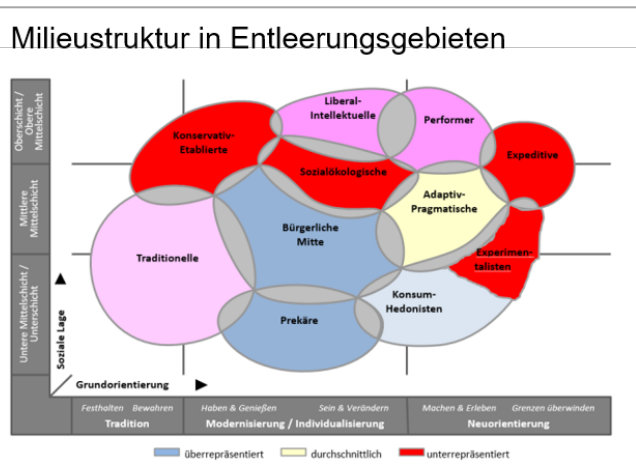 Milieustruktur in Entleerungsgebieten
Oberschicht /
Obere
Mittelschicht
Mittlere
Mittelschicht
Untere Mittelschicht /
Unterschicht
Soziale Lage
Liberal-
Intellektuelle
Performer
Konservativ-
Etablierte
Expeditive
Sozialökologische
Adaptiv-
Pragmatische
Bürgerliche
Mitte
Traditionelle
Experimen-
talisten
Konsum-
Hedonisten
Prekäre
Grundorientierung
Festhalten Bewahren
Haben & Genießen Sein & Verändern
Machen & Erleben Grenzen überwinden
Tradition
Modernisierung / Individualisierung
Neuorientierung
überrepräsentiert durchschnittlich unterrepräsentiert